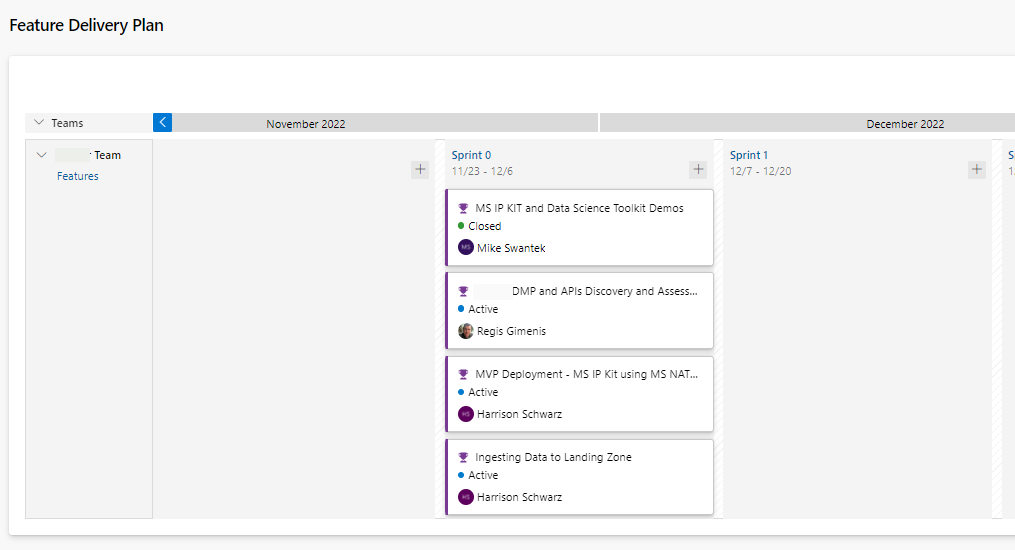 Feature Delivery Plan
Teams
November 2022
December 2022
Team
Features
Sprint 0
11/23 - 12/6
MS IP KIT and Data Science Toolkit Demos
Closed
MS Mike Swantek
DMP and APIs Discovery and Assess...
Active
Regis Gimenis
MVP Deployment - MS IP Kit using MS NAT...
Active
MS Harrison Schwarz
Ingesting Data to Landing Zone
Active
MS Harrison Schwarz
Sprint 1
12/7 - 12/20